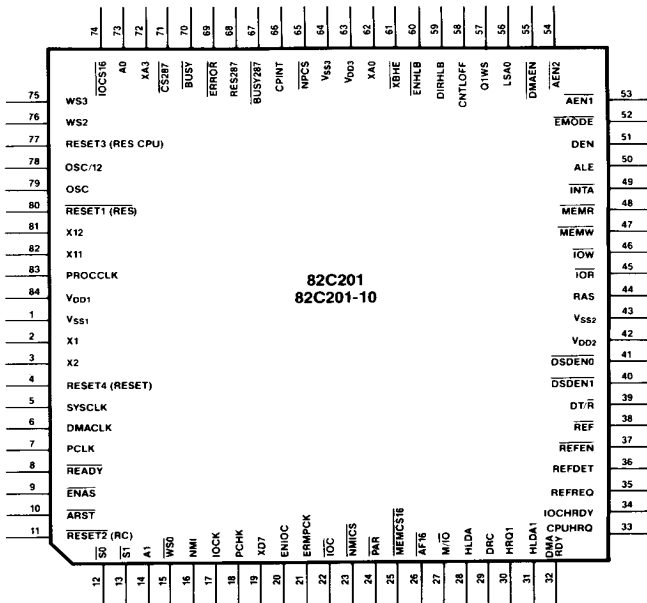 74 73 72 71 70 69 68 67 66 65 64 63 62 61 60 59 58 57 56 55 54
IOCS16 A0 XA3 CS287 BUSY ERROR RES287 BUSY287 CPINT NPCS VSS3 VDD3 XA0 XBHE ENHLB DIRHLB CNTLOFF Q1WS LSA0 DMAEN AEN2
75 WS3
76 WS2
77 RESET3 (RES CPU)
78 OSC/12
79 OSC
80 RESET1 (RES)
81 X12
82 X11
83 PROCCLK
84 VDD1
1 VSS1
2 X1
3 X2
4 RESET4 (RESET)
5 SYSCLK
6 DMACLK
7 PCLK
8 READY
9 ENAS
10 ARST
11 RESET2 (RC)
82C201
82C201-10
AEN1 53
EMODE 52
DEN 51
ALE 50
INTA 49
MEMR 48
MEMW 47
IOW 46
IOR 45
RAS 44
VSS2 43
VDD2 42
DSDEN0 41
DSDEN1 40
DT/R 39
REF 38
REFEN 37
REFDET 36
REFREQ 35
IOCHRDY 34
CPUHRQ 33
S0 S1 A1 WS0 NMI IOCK PCHK XD7 ENIOC ERMPCK IOC NMICS PAR MEMCS16 AF16 M/IO HLDA DRC HRQ1 HLDA1 DMA RDY
12 13 14 15 16 17 18 19 20 21 22 23 24 25 26 27 28 29 30 31 32